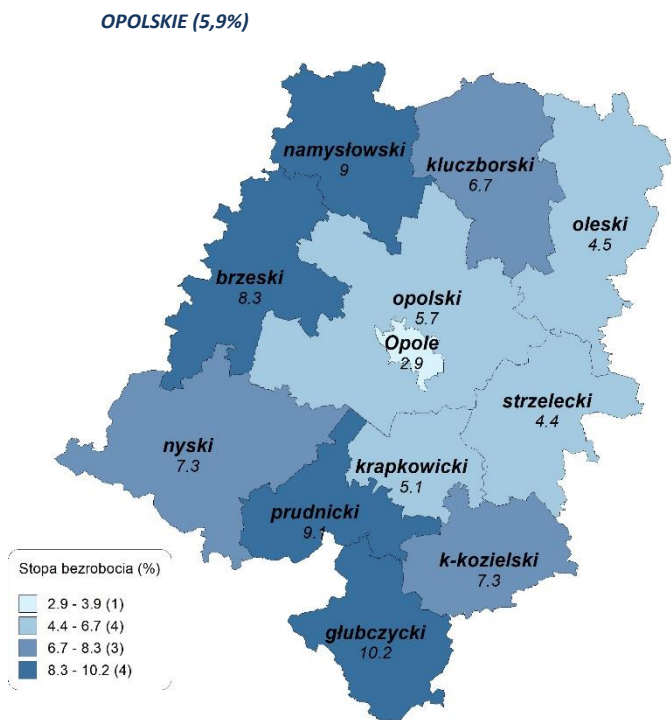 OPOLSKIE (5,9%)
namysłowski
9
kluczborski
6.7
oleski
4.5
brzeski
8.3
opolski
5.7
Opole
2.9
strzelecki
4.4
nyski
7.3
krapkowicki
5.1
prudnicki
9.1
k-kozielski
7.3
głubczycki
10.2
Stopa bezrobocia (%)
2.9 - 3.9 (1)
4.4 - 6.7 (4)
6.7 - 8.3 (3)
8.3 - 10.2 (4)